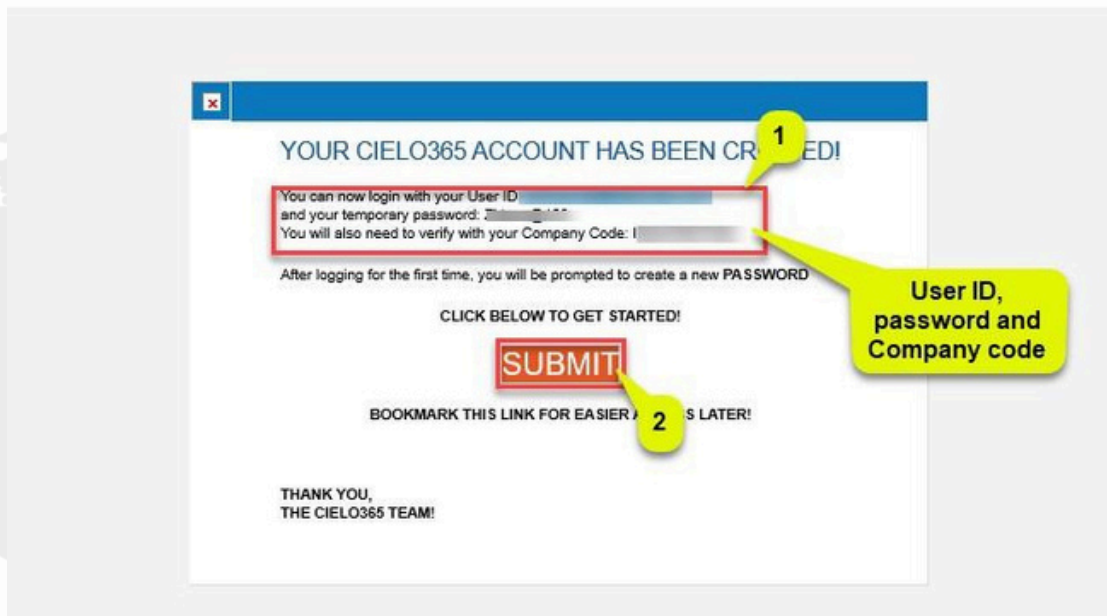 YOUR CIELO365 ACCOUNT HAS BEEN CR ED!
1
You can now login with your User ID
and your temporary password:
You will also need to verify with your Company Code: I
After logging for the first time, you will be prompted to create a new PASSWORD
User ID,
password and
Company code
CLICK BELOW TO GET STARTED!
SUBMIT
BOOKMARK THIS LINK FOR EASIER S LATER!
2
THANK YOU,
THE CIELO365 TEAM!